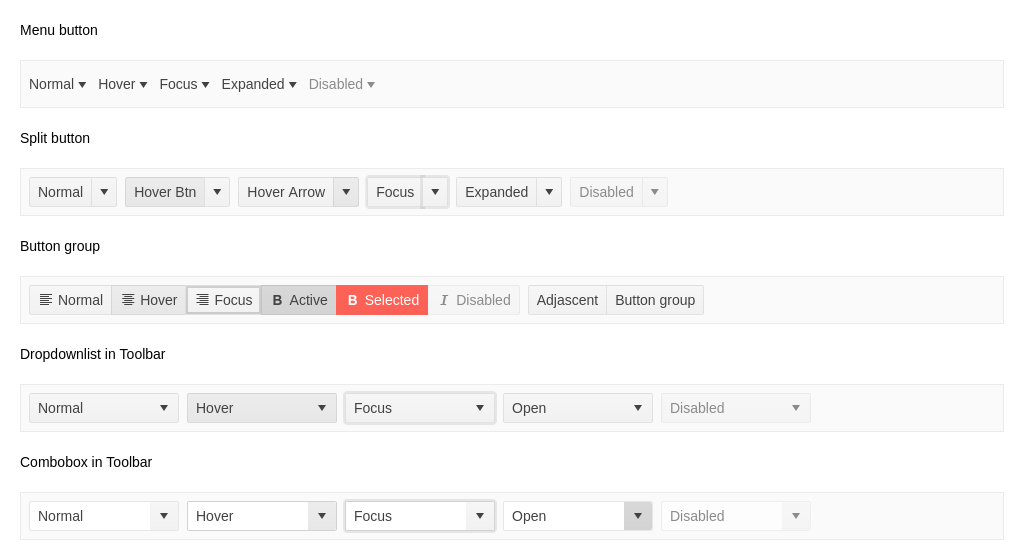 Menu button
Normal Hover Focus Expanded Disabled
Split button
Normal Hover Btn Hover Arrow Focus Expanded Disabled
Button group
Normal Hover Focus B Active B Selected I Disabled Adjascent Button group
Dropdownlist in Toolbar
Normal Hover Focus Open Disabled
Combobox in Toolbar
Normal Hover Focus Open Disabled